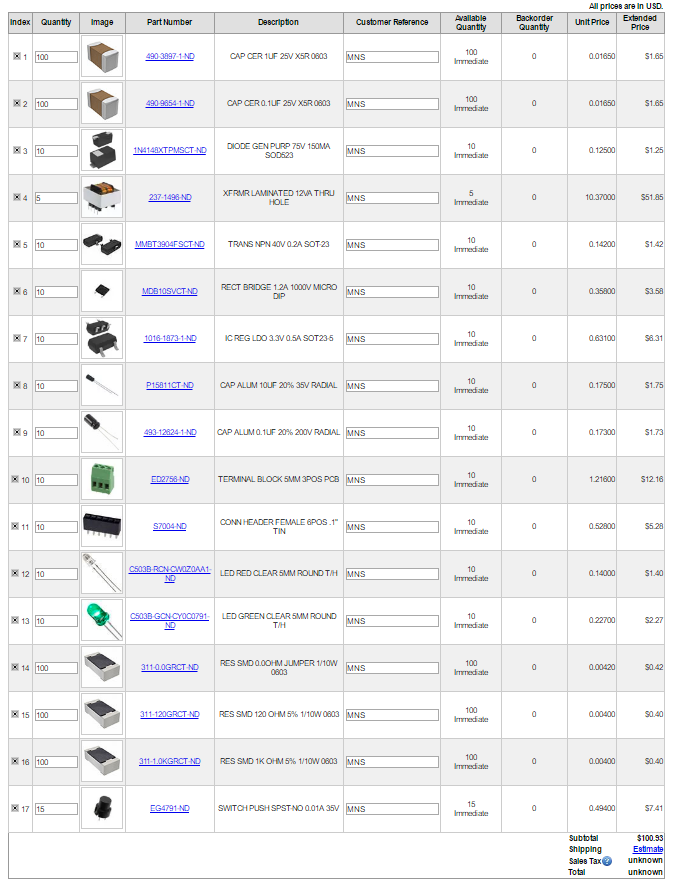 All prices are in USD.
Index Quantity Image Part Number Description Customer Reference Available Quantity Backorder Quantity Unit Price Extended Price
1 100 490-3897-1-ND CAP CER 1UF 25V X5R 0603 MNS 100 Immediate 0 0.01650 $1.65
2 100 490-9654-1-ND CAP CER 0.1UF 25V X5R 0603 MNS 100 Immediate 0 0.01650 $1.65
3 10 1N4148XTPMSCT-ND DIODE GEN PURP 75V 150MA SOD523 MNS 10 Immediate 0 0.12500 $1.25
4 5 237-1496-ND XFRMR LAMINATED 12VA THRU HOLE MNS 5 Immediate 0 10.37000 $51.85
5 10 MMBT3904FSCT-ND TRANS NPN 40V 0.2A SOT-23 MNS 10 Immediate 0 0.14200 $1.42
6 10 MDB10SVCT-ND RECT BRIDGE 1.2A 1000V MICRO DIP MNS 10 Immediate 0 0.35800 $3.58
7 10 1016-1873-1-ND IC REG LDO 3.3V 0.5A SOT23-5 MNS 10 Immediate 0 0.63100 $6.31
8 10 P15811CT-ND CAP ALUM 10UF 20% 35V RADIAL MNS 10 Immediate 0 0.17500 $1.75
9 10 493-12624-1-ND CAP ALUM 0.1UF 20% 200V RADIAL MNS 10 Immediate 0 0.17300 $1.73
10 10 ED2756-ND TERMINAL BLOCK 5MM 3POS PCB MNS 10 Immediate 0 1.21600 $12.16
11 10 S7004-ND CONN HEADER FEMALE 6POS .1" TIN MNS 10 Immediate 0 0.52800 $5.28
12 10 C503B-RCN-CW0Z0AA1-ND LED RED CLEAR 5MM ROUND T/H MNS 10 Immediate 0 0.14000 $1.40
13 10 C503B-GCN-CY0C0791-ND LED GREEN CLEAR 5MM ROUND T/H MNS 10 Immediate 0 0.22700 $2.27
14 100 311-0.0GRCT-ND RES SMD 0.0OHM JUMPER 1/10W 0603 MNS 100 Immediate 0 0.00420 $0.42
15 100 311-120GRCT-ND RES SMD 120 OHM 5% 1/10W 0603 MNS 100 Immediate 0 0.00400 $0.40
16 100 311-1.0KGRCT-ND RES SMD 1K OHM 5% 1/10W 0603 MNS 100 Immediate 0 0.00400 $0.40
17 15 EG4791-ND SWITCH PUSH SPST-NO 0.01A 35V MNS 15 Immediate 0 0.49400 $7.41
Subtotal $100.93
Shipping Estimate
Sales Tax ? unknown
Total unknown